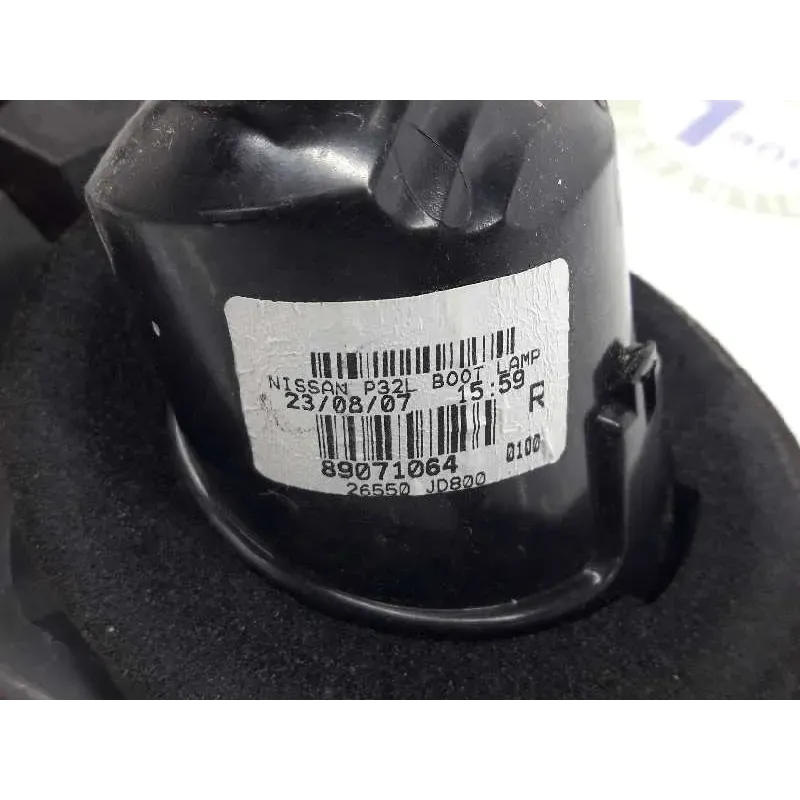 NISSAN P32L BOOT LAMP
23/08/07 15:59
R
89071064 0100
26550 JD800